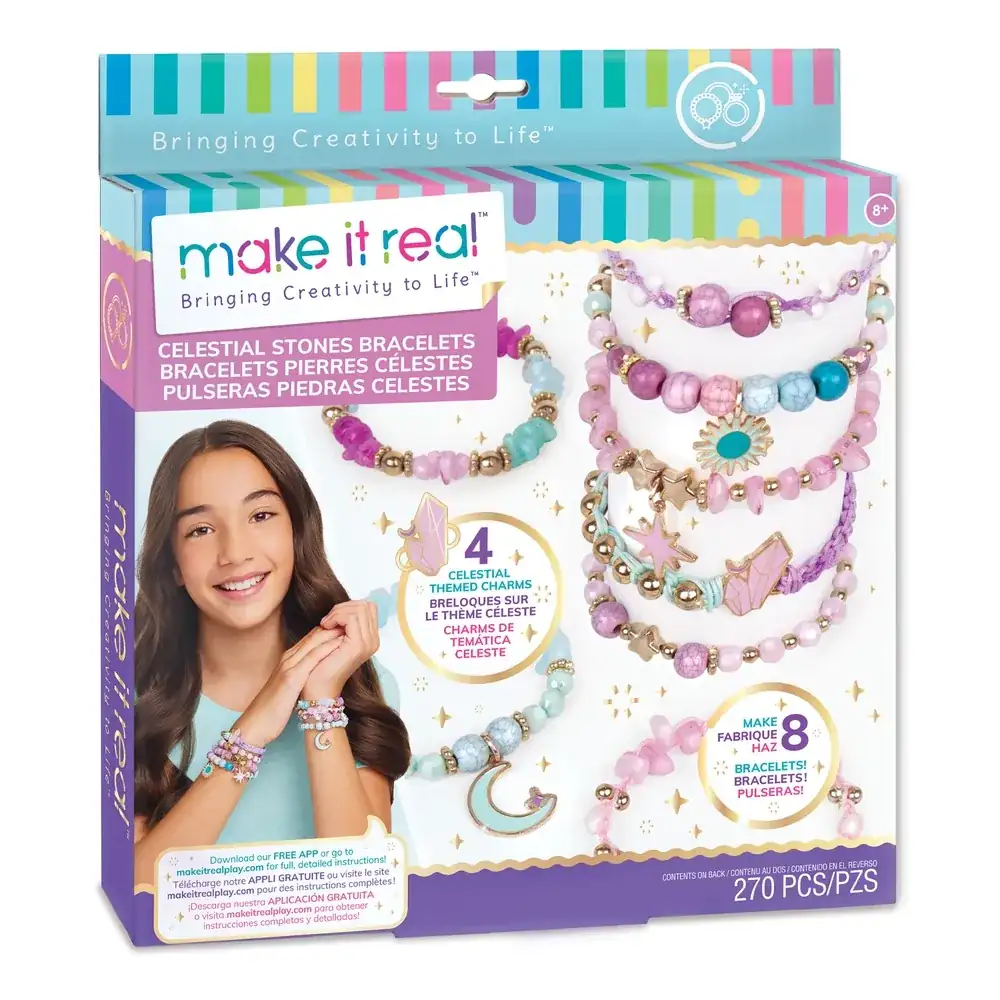 Bringing Creativity to Life™
8+
make it real™
Bringing Creativity to Life™
CELESTIAL STONES BRACELETS
BRACELETS PIERRES CÉLESTES
PULSERAS PIEDRAS CELESTES
4
CELESTIAL
THEMED CHARMS
BRELOQUES SUR
LE THÈME CÉLESTE
CHARMS DE
TEMÁTICA
CELESTE
MAKE
FABRIQUE
HAZ
8
BRACELETS!
BRACELETS!
PULSERAS!
make it real™
Bringing Creativity to Life™
Download our FREE APP or go to
makeitrealplay.com for full, detailed instructions!
Télécharge notre APPLI GRATUITE ou visite le site
makeitrealplay.com pour des instructions complètes!
¡Descarga nuestra APLICACIÓN GRATUITA
o visita makeitrealplay.com para obtener
instrucciones completas y detalladas!
CONTENTS ON BACK / CONTENU AU DOS / CONTENIDO EN EL REVERSO
270 PCS/PZS